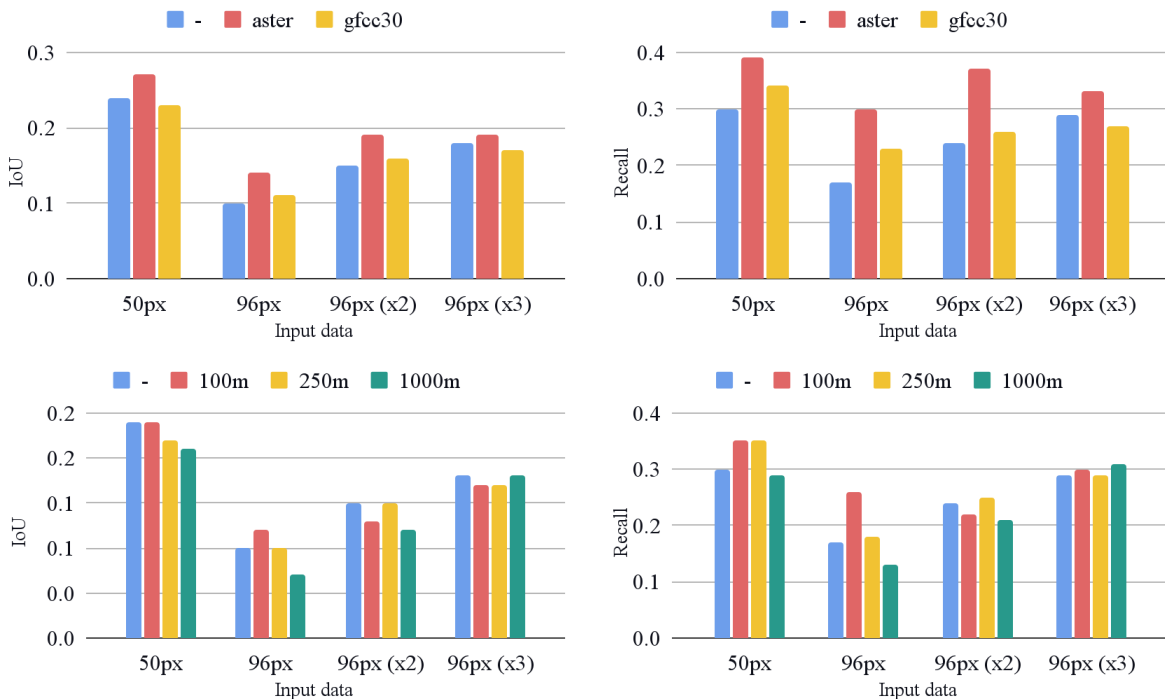 - aster gfcc30
0.3
0.2
0.1
0.0
IoU
50px 96px 96px (x2) 96px (x3)
Input data
- aster gfcc30
0.4
0.3
0.2
0.1
0.0
Recall
50px 96px 96px (x2) 96px (x3)
Input data
- 100m 250m 1000m
0.2
0.2
0.1
0.1
0.0
0.0
IoU
50px 96px 96px (x2) 96px (x3)
Input data
- 100m 250m 1000m
0.4
0.3
0.2
0.1
0.0
Recall
50px 96px 96px (x2) 96px (x3)
Input data